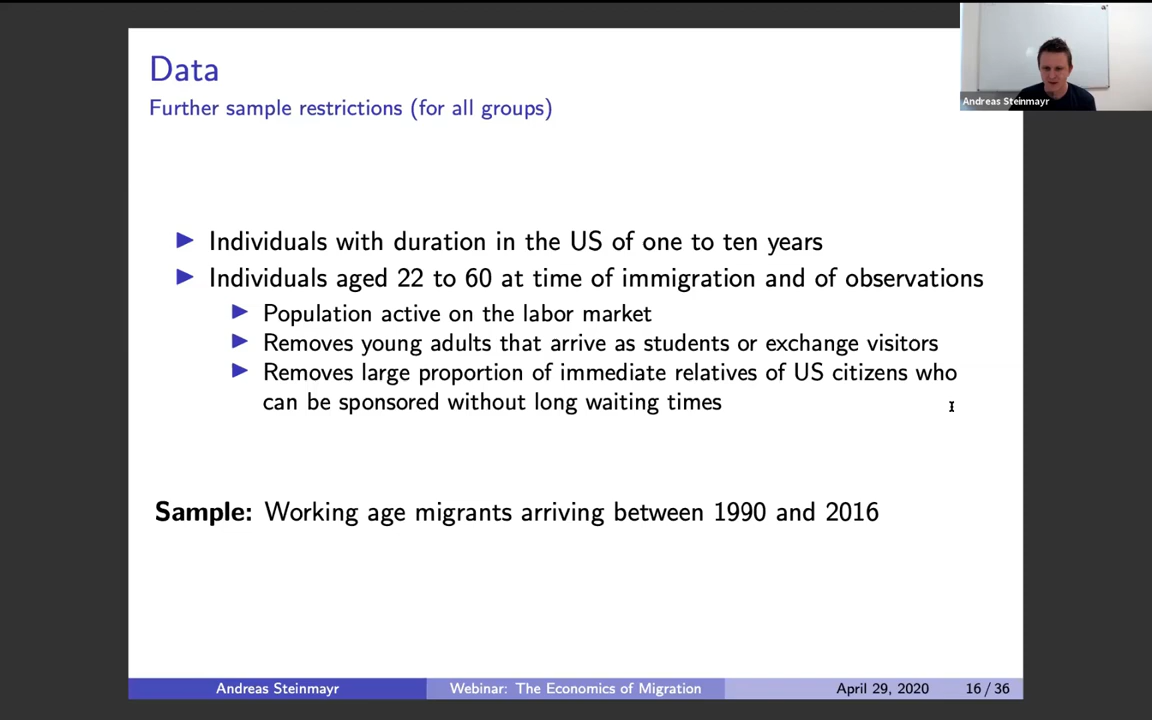 Data
Further sample restrictions (for all groups)
Andreas Steinmayr
Individuals with duration in the US of one to ten years
Individuals aged 22 to 60 at time of immigration and of observations
Population active on the labor market
Removes young adults that arrive as students or exchange visitors
Removes large proportion of immediate relatives of US citizens who
can be sponsored without long waiting times
Sample: Working age migrants arriving between 1990 and 2016
Andreas Steinmayr Webinar: The Economics of Migration April 29, 2020 16 / 36